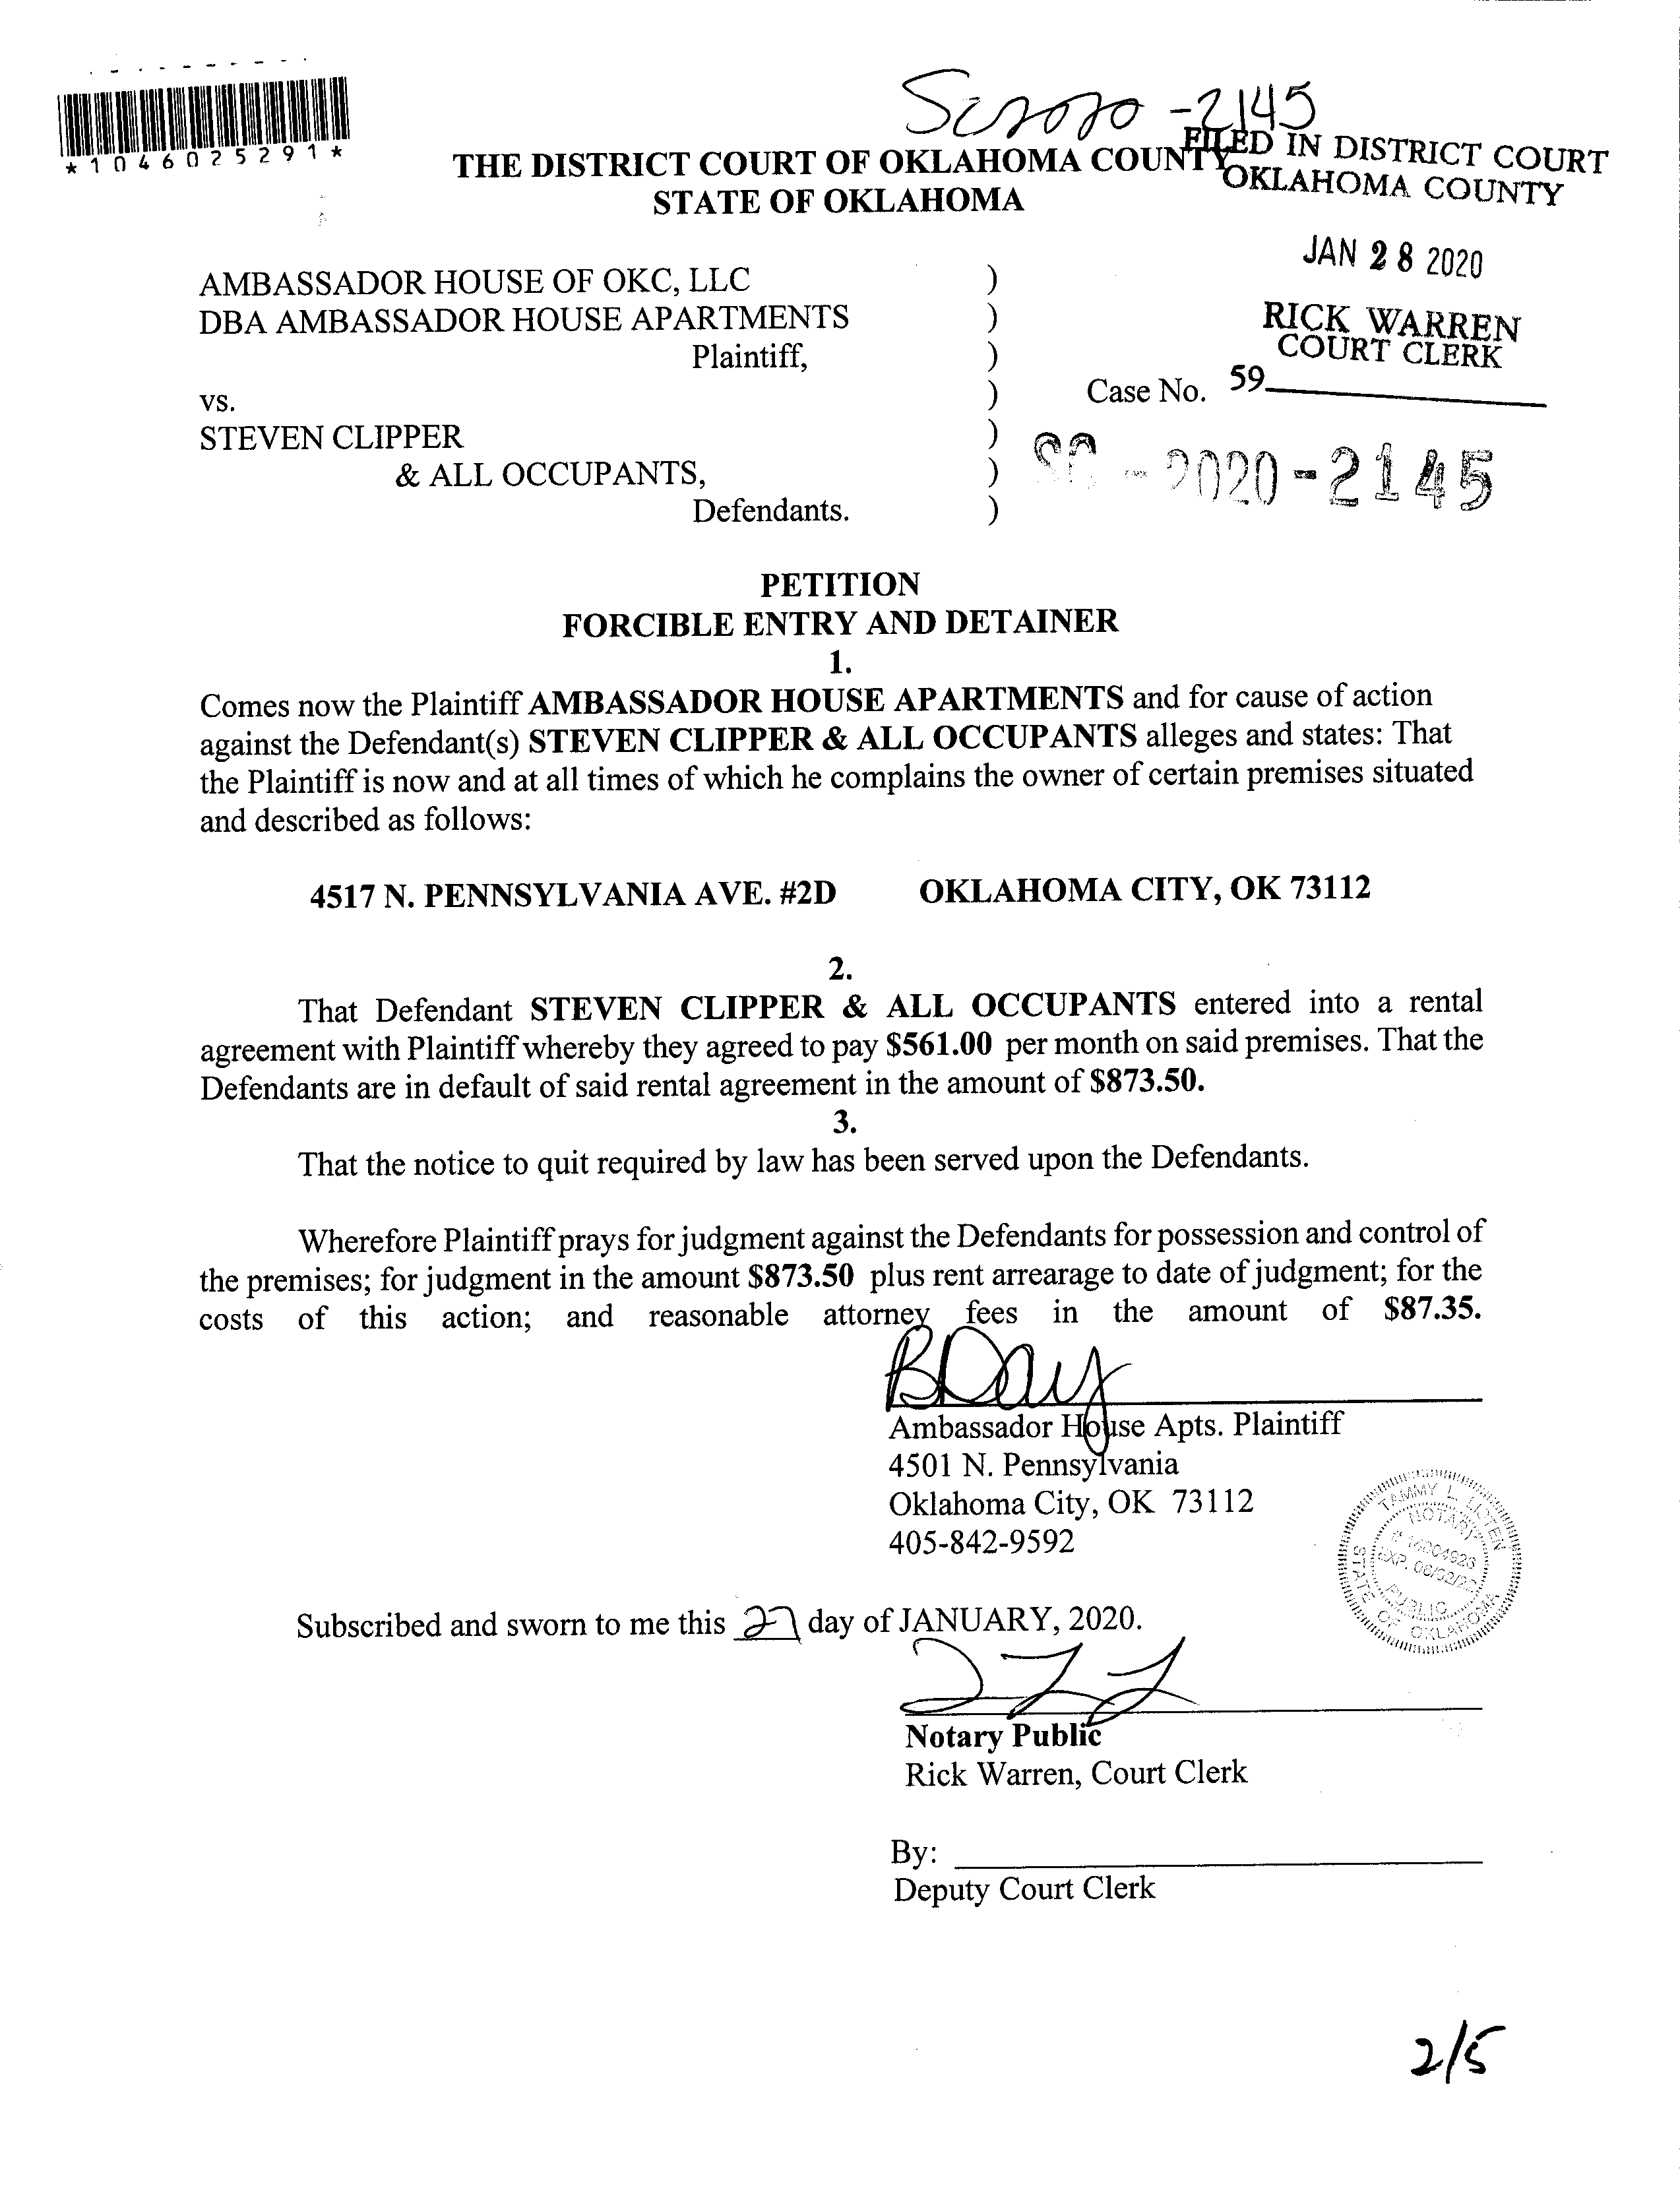 *1046025291*
SC2020-2145
THE DISTRICT COURT OF OKLAHOMA COUNTY
STATE OF OKLAHOMA
FILED IN DISTRICT COURT
OKLAHOMA COUNTY
JAN 28 2020
RICK WARREN
COURT CLERK
59
AMBASSADOR HOUSE OF OKC, LLC )
DBA AMBASSADOR HOUSE APARTMENTS )
Plaintiff, )
) Case No.
vs.
STEVEN CLIPPER )
& ALL OCCUPANTS, )
Defendants. )
SC - 2020-2145
PETITION
FORCIBLE ENTRY AND DETAINER
1.
Comes now the Plaintiff AMBASSADOR HOUSE APARTMENTS and for cause of action
against the Defendant(s) STEVEN CLIPPER & ALL OCCUPANTS alleges and states: That
the Plaintiff is now and at all times of which he complains the owner of certain premises situated
and described as follows:
4517 N. PENNSYLVANIA AVE. #2D OKLAHOMA CITY, OK 73112
2.
That Defendant STEVEN CLIPPER & ALL OCCUPANTS entered into a rental
agreement with Plaintiff whereby they agreed to pay $561.00 per month on said premises. That the
Defendants are in default of said rental agreement in the amount of $873.50.
3.
That the notice to quit required by law has been served upon the Defendants.
Wherefore Plaintiff prays for judgment against the Defendants for possession and control of
the premises; for judgment in the amount $873.50 plus rent arrearage to date of judgment; for the
costs of this action; and reasonable attorney fees in the amount of $87.35.
BDay
Ambassador House Apts. Plaintiff
4501 N. Pennsylvania
Oklahoma City, OK 73112
405-842-9592
TAMMY L.
NOTARY
EXP. 06/02/22
PUBLIC
STATE OF OKLAHOMA
Subscribed and sworn to me this 27 day of JANUARY, 2020.
Notary Public
Rick Warren, Court Clerk
By:
Deputy Court Clerk
2/5